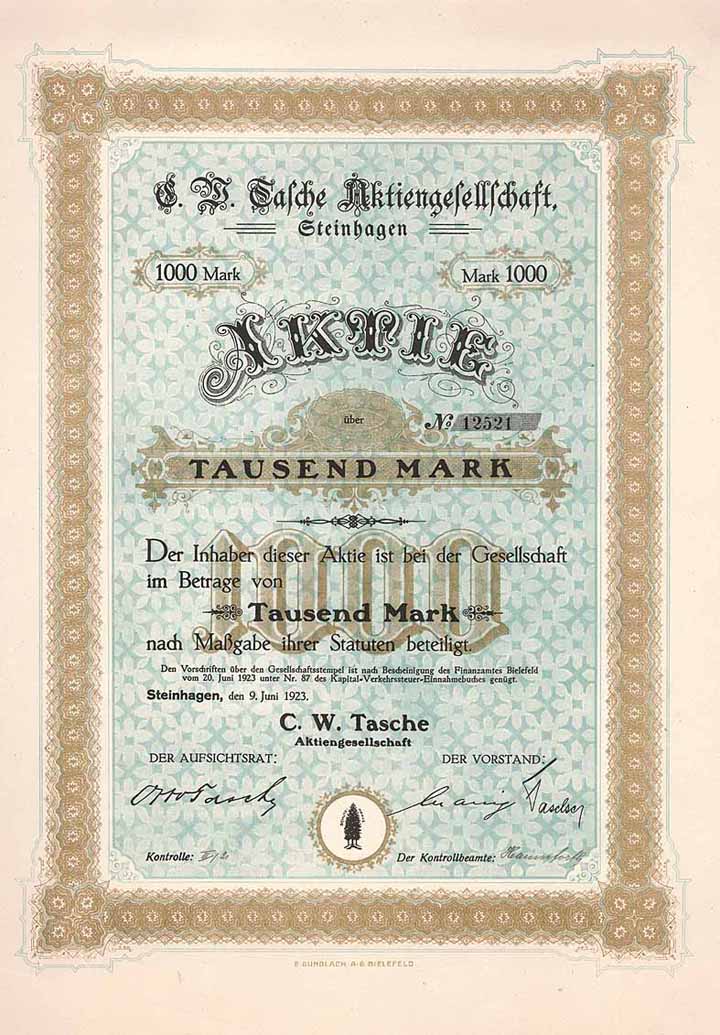 C. W. Tasche Aktiengesellschaft,
Steinhagen
1000 Mark
Mark 1000
AKTIE
über
No 12521
TAUSEND MARK
1000
Der Inhaber dieser Aktie ist bei der Gesellschaft
im Betrage von
Tausend Mark
nach Maßgabe ihrer Statuten beteiligt.
Den Vorschriften über den Gesellschaftsstempel ist nach Bescheinigung des Finanzamtes Bielefeld
vom 20. Juni 1923 unter Nr. 87 des Kapital-Verkehrssteuer-Einnahmebuches genügt.
Steinhagen, den 9. Juni 1923.
C. W. Tasche
Aktiengesellschaft
DER AUFSICHTSRAT:
DER VORSTAND:
Otto Tasche
Kontrolle:
Der Kontrollbeamte:
E. GUNDLACH A-G BIELEFELD